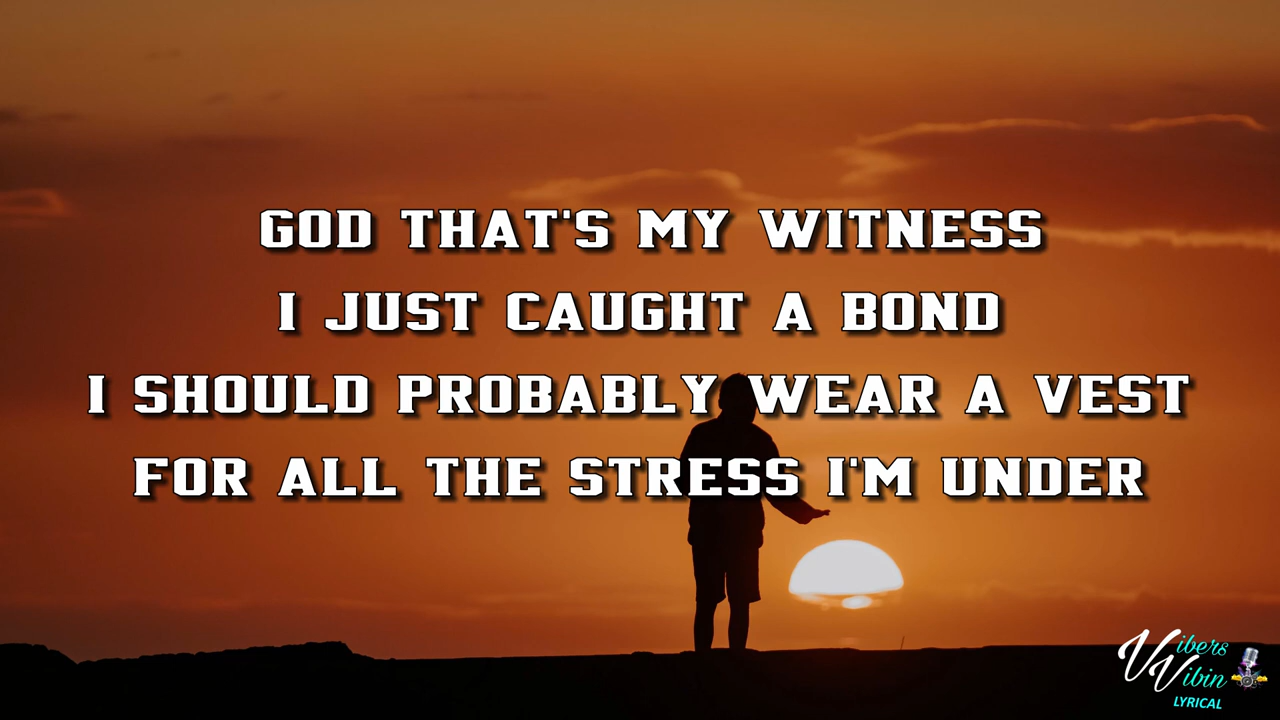 GOD THAT'S MY WITNESS
I JUST CAUGHT A BOND
I SHOULD PROBABLY WEAR A VEST
FOR ALL THE STRESS I'M UNDER
Vibers
Vibin
LYRICAL